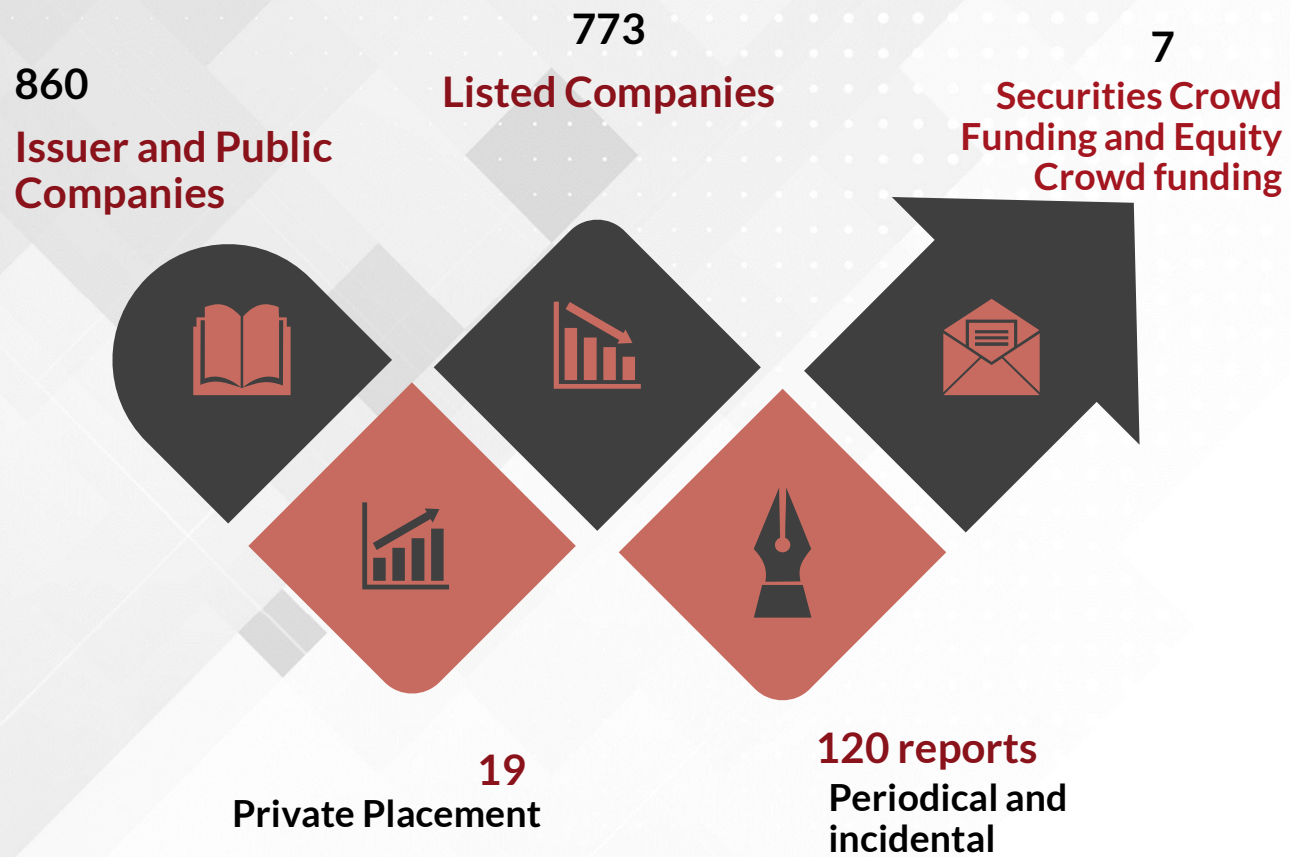 860
Issuer and Public
Companies
773
Listed Companies
7
Securities Crowd
Funding and Equity
Crowd funding
19
Private Placement
120 reports
Periodical and
incidental